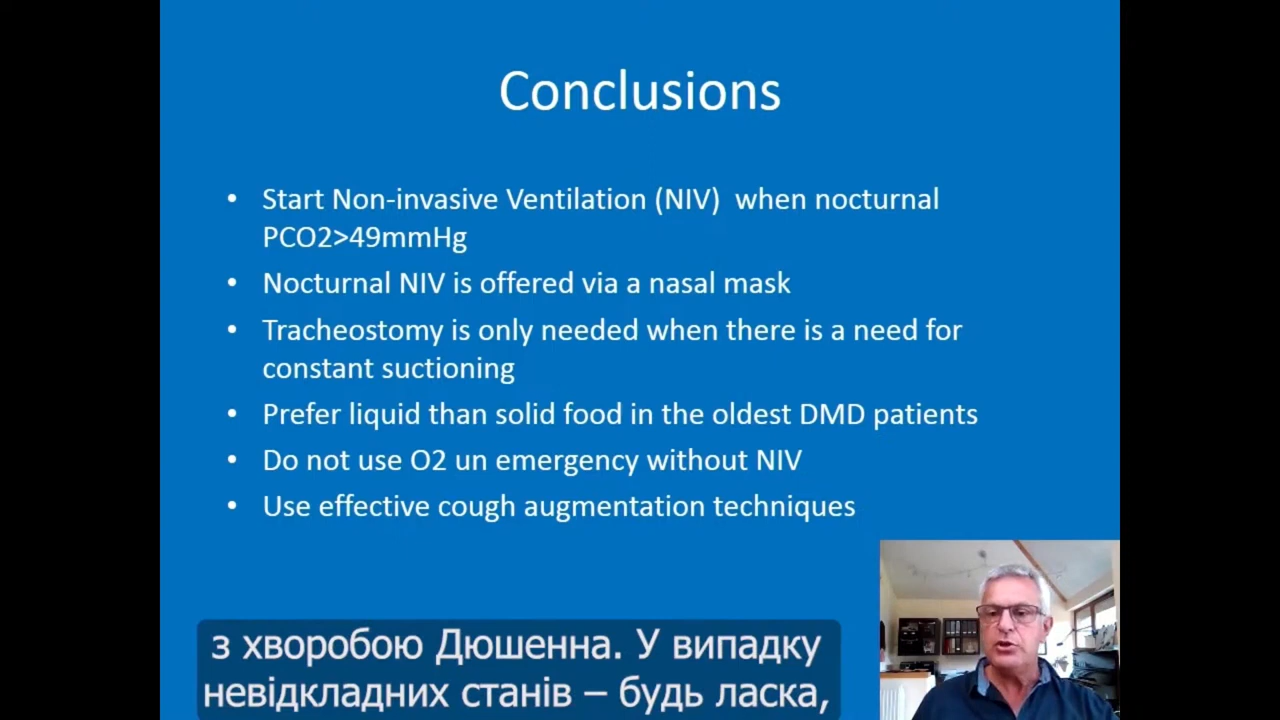 Conclusions
• Start Non-invasive Ventilation (NIV) when nocturnal
PCO2>49mmHg
• Nocturnal NIV is offered via a nasal mask
• Tracheostomy is only needed when there is a need for
constant suctioning
• Prefer liquid than solid food in the oldest DMD patients
• Do not use O2 un emergency without NIV
• Use effective cough augmentation techniques
з хворобою Дюшенна. У випадку
невідкладних станів – будь ласка,